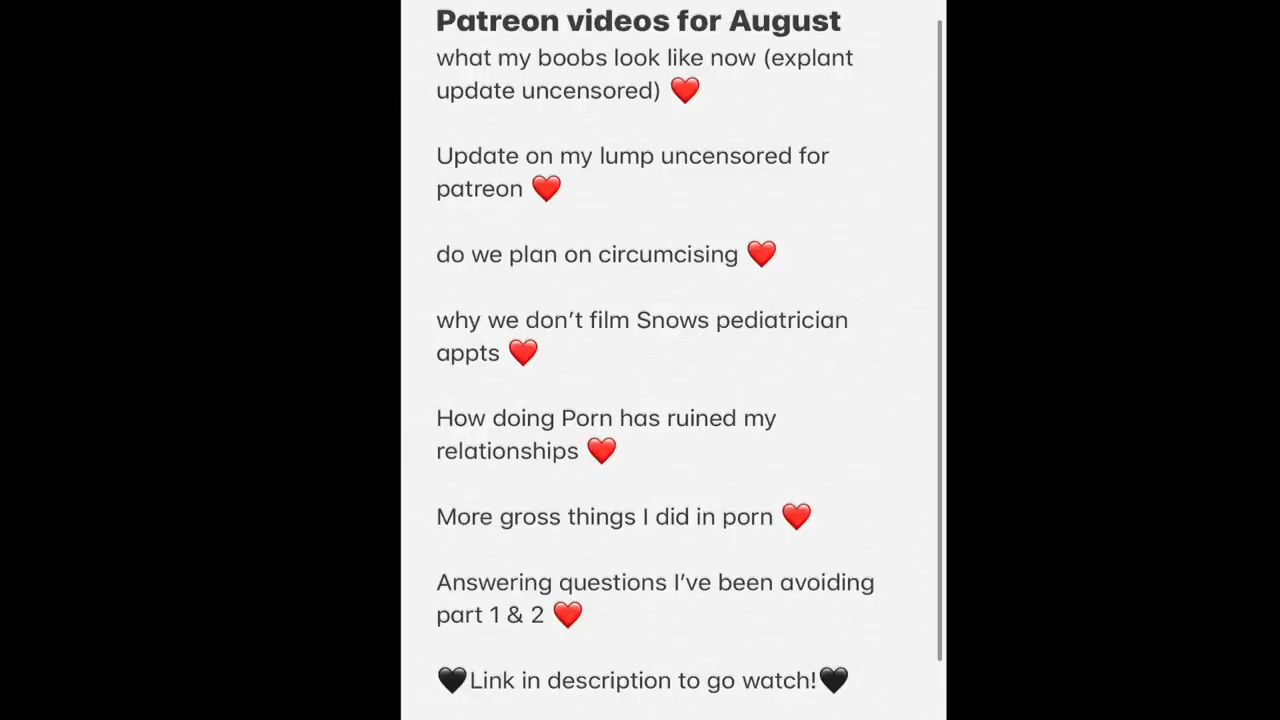 Patreon videos for August
what my boobs look like now (explant
update uncensored) ❤️
Update on my lump uncensored for
patreon ❤️
do we plan on circumcising ❤️
why we don’t film Snows pediatrician
appts ❤️
How doing Porn has ruined my
relationships ❤️
More gross things I did in porn ❤️
Answering questions I’ve been avoiding
part 1 & 2 ❤️
🖤Link in description to go watch!🖤